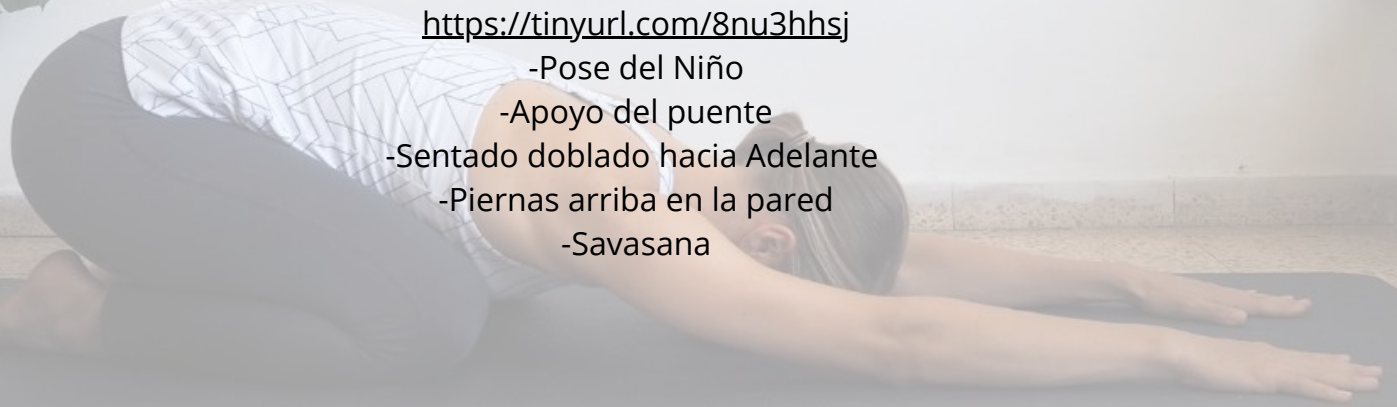 https://tinyurl.com/8nu3hhsj
-Pose del Niño
-Apoyo del puente
-Sentado doblado hacia Adelante
-Piernas arriba en la pared
-Savasana